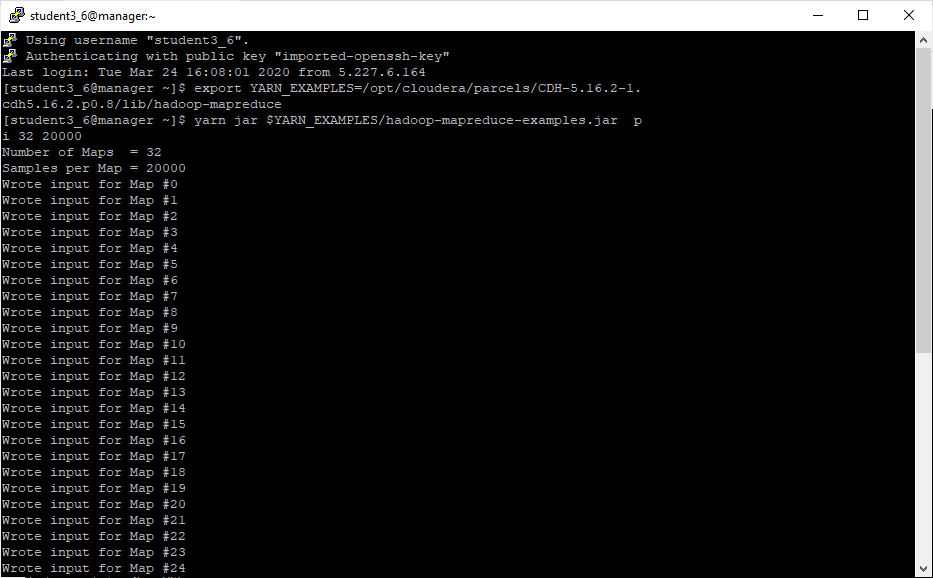 student3_6@manager:~
Using username "student3_6".
Authenticating with public key "imported-openssh-key"
Last login: Tue Mar 24 16:08:01 2020 from 5.227.6.164
[student3_6@manager ~]$ export YARN_EXAMPLES=/opt/cloudera/parcels/CDH-5.16.2-1.
cdh5.16.2.p0.8/lib/hadoop-mapreduce
[student3_6@manager ~]$ yarn jar $YARN_EXAMPLES/hadoop-mapreduce-examples.jar  p
i 32 20000
Number of Maps  = 32
Samples per Map = 20000
Wrote input for Map #0
Wrote input for Map #1
Wrote input for Map #2
Wrote input for Map #3
Wrote input for Map #4
Wrote input for Map #5
Wrote input for Map #6
Wrote input for Map #7
Wrote input for Map #8
Wrote input for Map #9
Wrote input for Map #10
Wrote input for Map #11
Wrote input for Map #12
Wrote input for Map #13
Wrote input for Map #14
Wrote input for Map #15
Wrote input for Map #16
Wrote input for Map #17
Wrote input for Map #18
Wrote input for Map #19
Wrote input for Map #20
Wrote input for Map #21
Wrote input for Map #22
Wrote input for Map #23
Wrote input for Map #24